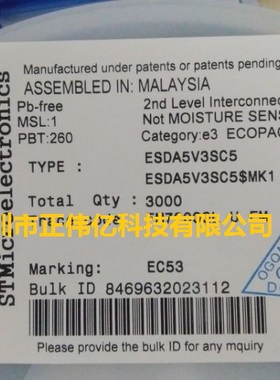 Manufactured under patents or patents pending
ASSEMBLED IN: MALAYSIA
Pb-free 2nd Level Interconnec
MSL:1 Not MOISTURE SENS
PBT:260 Category:e3 ECOPAC
TYPE : ESDA5V3SC5
ESDA5V3SC5$MK1
Total Qty : 3000
市正伟亿科技有限公司
Marking: EC53
Bulk ID 8469632023112
Please provide the bulk ID for any inquiry
STMicroelectronics